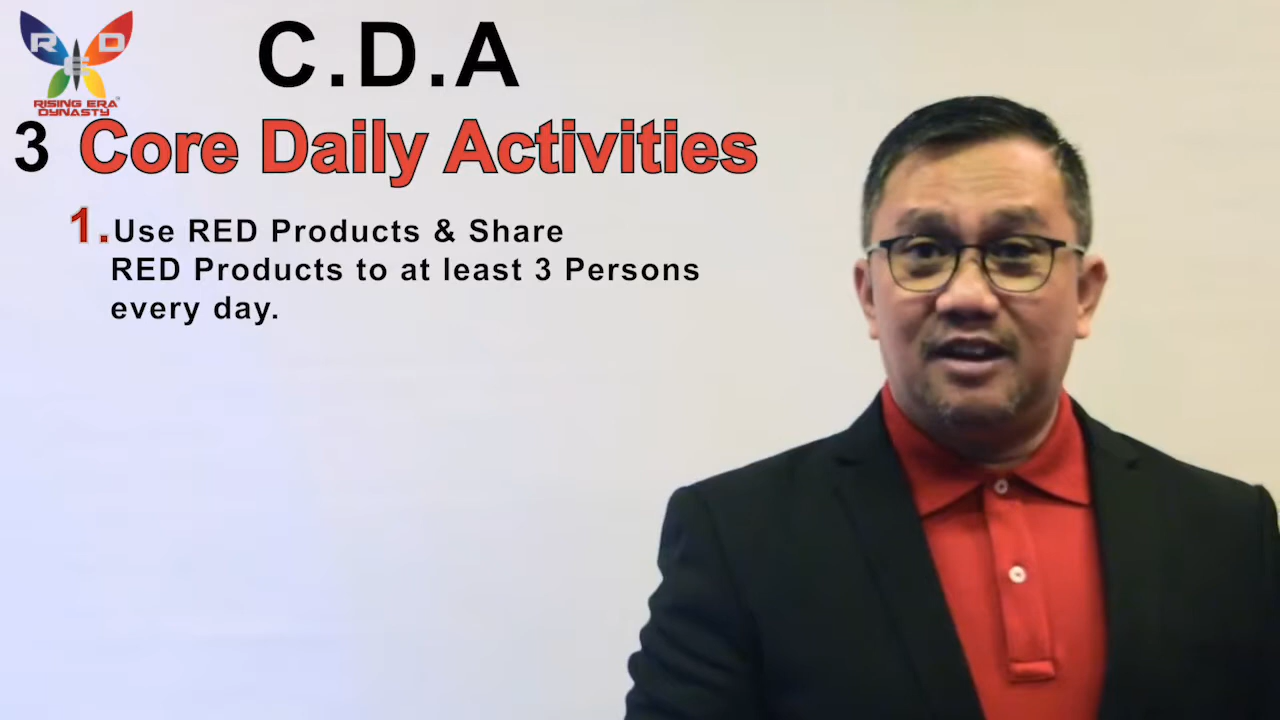 R D
RISING ERA
DYNASTY
C.D.A
3 Core Daily Activities
1. Use RED Products & Share
RED Products to at least 3 Persons
every day.